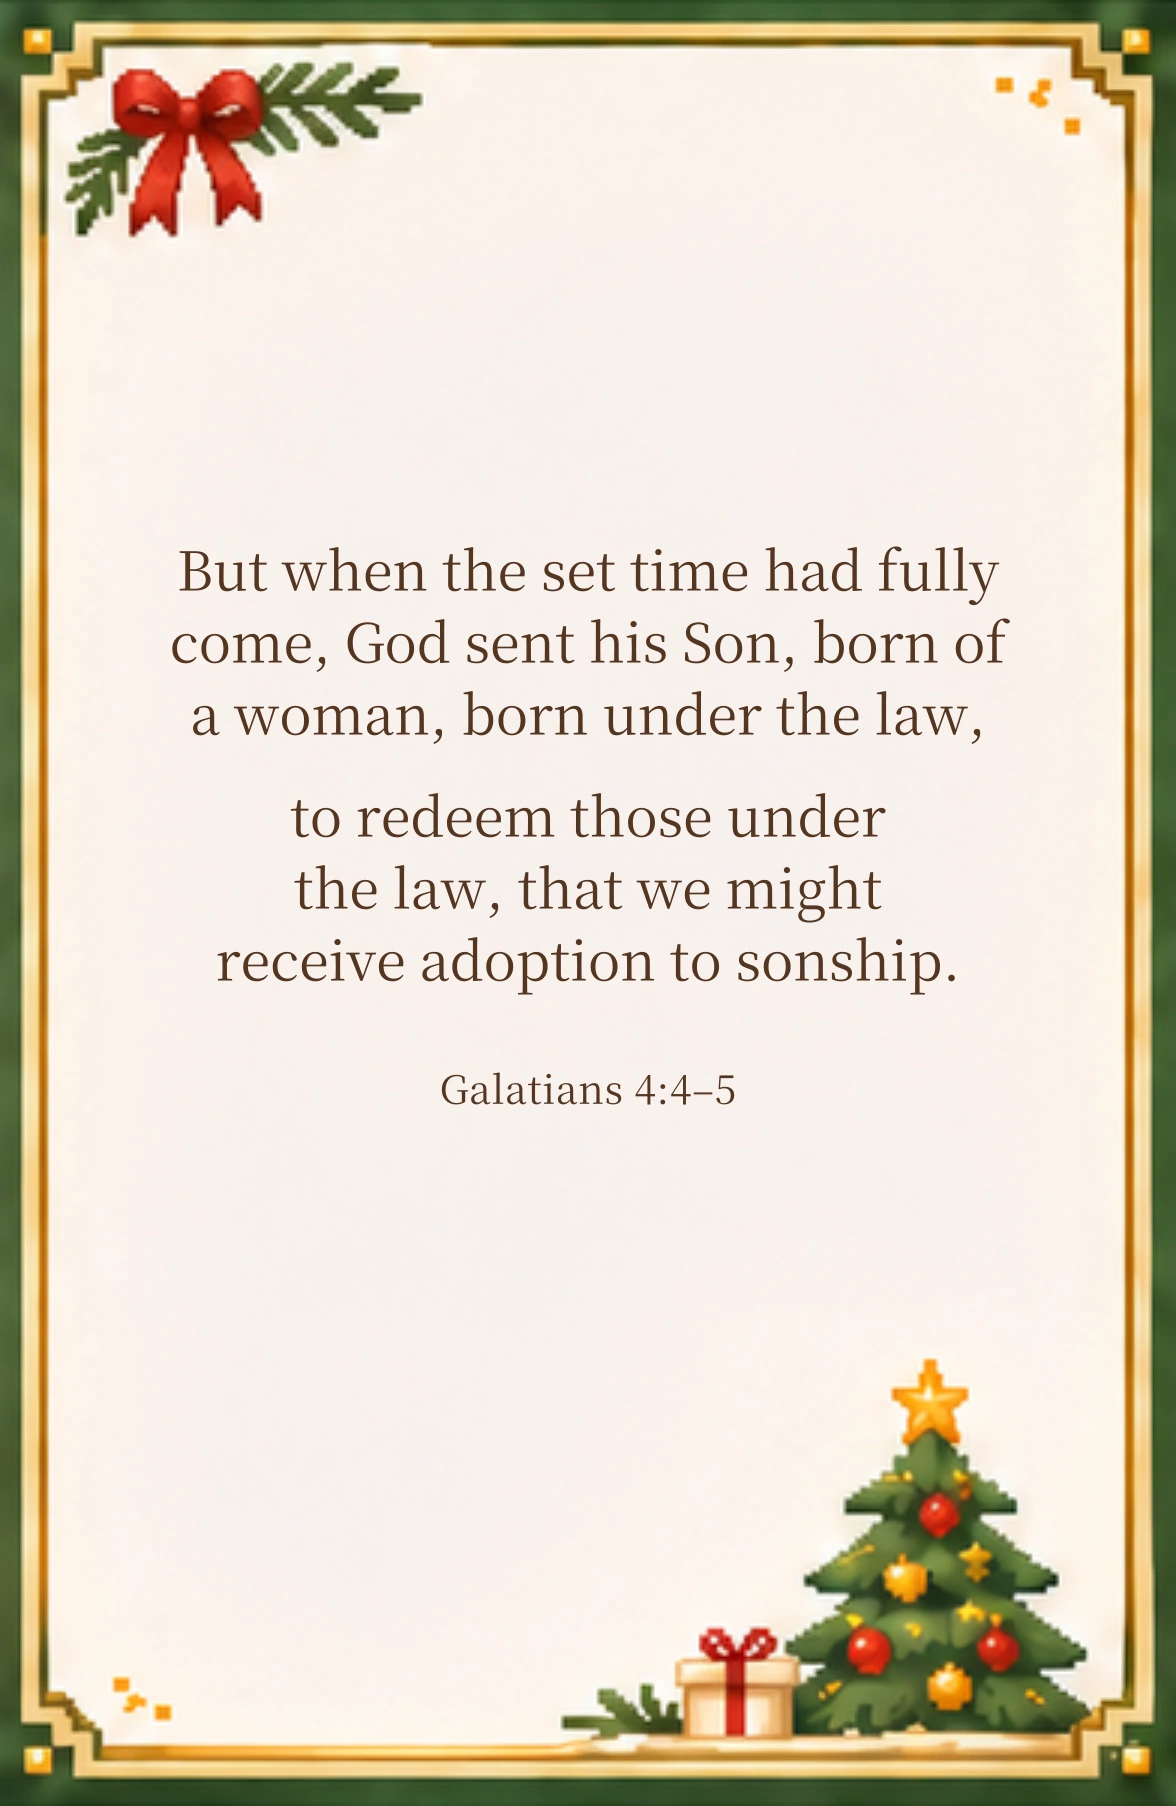 But when the set time had fully
come, God sent his Son, born of
a woman, born under the law,
to redeem those under
the law, that we might
receive adoption to sonship.
Galatians 4:4–5